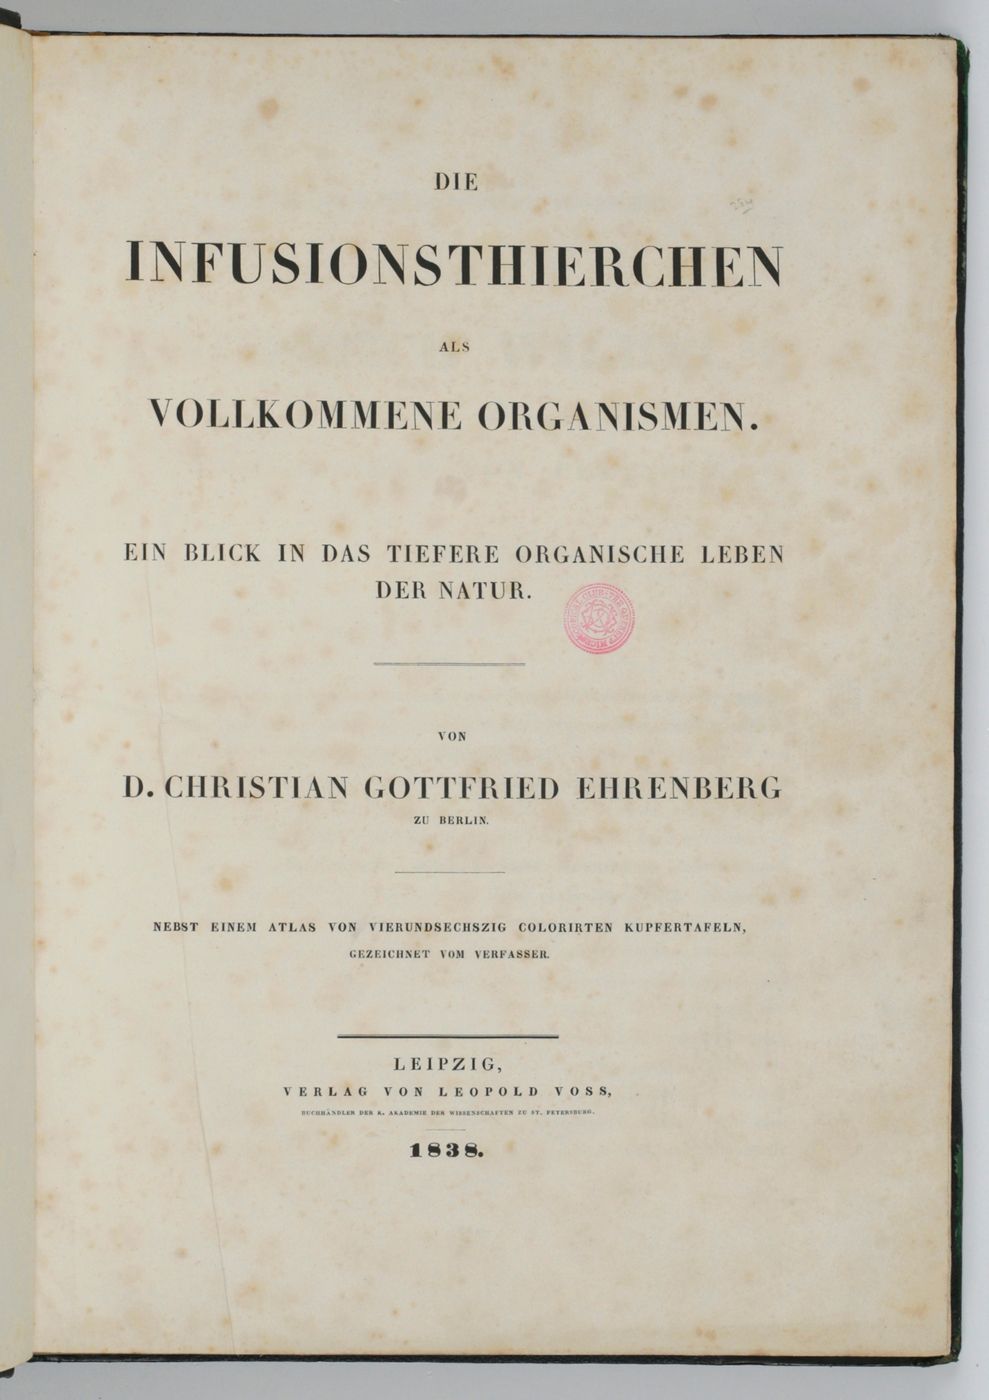 DIE
INFUSIONSTHIERCHEN
ALS
VOLLKOMMENE ORGANISMEN.
EIN BLICK IN DAS TIEFERE ORGANISCHE LEBEN
DER NATUR.
VON
D. CHRISTIAN GOTTFRIED EHRENBERG
ZU BERLIN.
NEBST EINEM ATLAS VON VIERUNDSECHSZIG COLORIRTEN KUPFERTAFELN,
GEZEICHNET VOM VERFASSER.
LEIPZIG,
VERLAG VON LEOPOLD VOSS,
BUCHHÄNDLER DER K. AKADEMIE DER WISSENSCHAFTEN ZU ST. PETERSBURG.
1838.